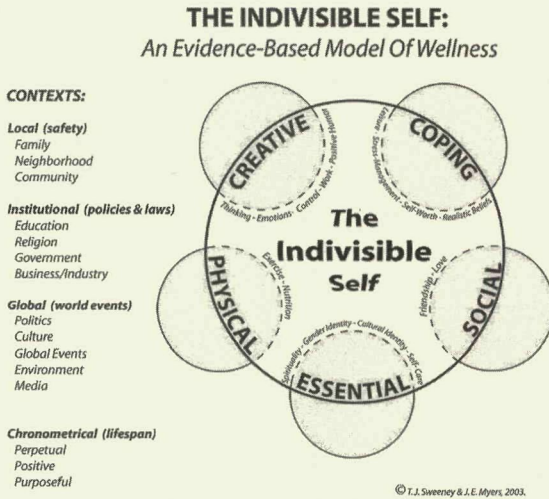 THE INDIVISIBLE SELF:
An Evidence-Based Model Of Wellness
CONTEXTS:
Local (safety)
Family
Neighborhood
Community
Institutional (policies & laws)
Education
Religion
Government
Business/Industry
Global (world events)
Politics
Culture
Global Events
Environment
Media
Chronometrical (lifespan)
Perpetual
Positive
Purposeful
CREATIVE
Thinking - Emotions - Control - Work - Positive Humor
COPING
Leisure - Stress-Management - Self-Worth - Realistic Beliefs
The
Indivisible
Self
PHYSICAL
Exercise - Nutrition
SOCIAL
Friendship - Love
Spirituality - Gender Identity - Cultural Identity - Self-Care
ESSENTIAL
© T.J. Sweeney & J.E. Myers, 2003.